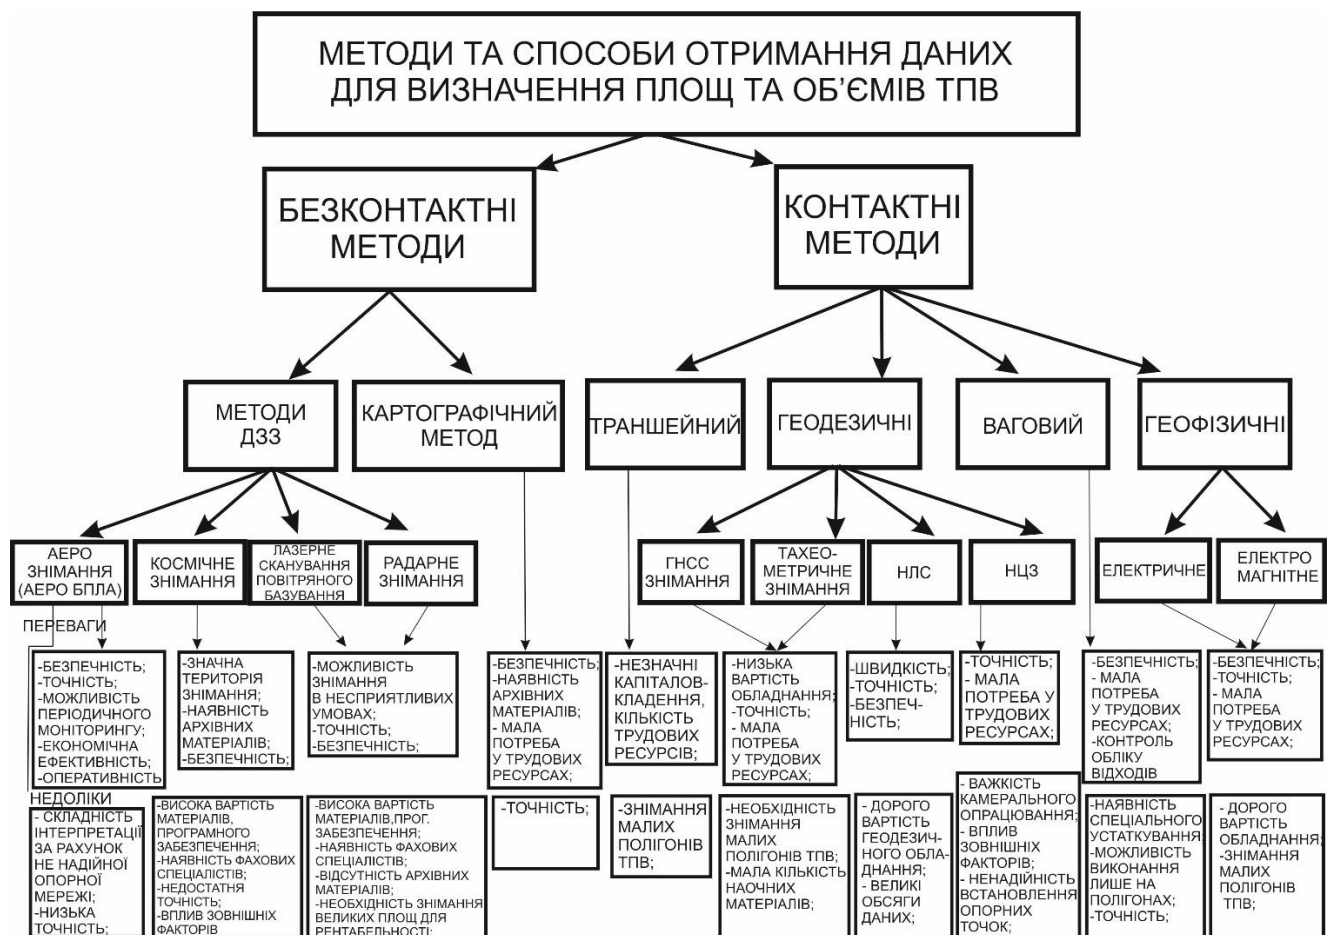 МЕТОДИ ТА СПОСОБИ ОТРИМАННЯ ДАНИХ
ДЛЯ ВИЗНАЧЕННЯ ПЛОЩ ТА ОБ’ЄМІВ ТПВ
БЕЗКОНТАКТНІ
МЕТОДИ
КОНТАКТНІ
МЕТОДИ
МЕТОДИ
ДЗЗ
КАРТОГРАФІЧНИЙ
МЕТОД
ТРАНШЕЙНИЙ
ГЕОДЕЗИЧНІ
ВАГОВИЙ
ГЕОФІЗИЧНІ
АЕРО
ЗНІМАННЯ
(АЕРО БПЛА)
КОСМІЧНЕ
ЗНІМАННЯ
ЛАЗЕРНЕ
СКАНУВАННЯ
ПОВІТРЯНОГО
БАЗУВАННЯ
РАДАРНЕ
ЗНІМАННЯ
ГНСС
ЗНІМАННЯ
ТАХЕО-
МЕТРИЧНЕ
ЗНІМАННЯ
НЛС
НЦЗ
ЕЛЕКТРИЧНЕ
ЕЛЕКТРО
МАГНІТНЕ
ПЕРЕВАГИ
-БЕЗПЕЧНІСТЬ;
-ТОЧНІСТЬ;
-МОЖЛИВІСТЬ
ПЕРІОДИЧНОГО
МОНІТОРИНГУ;
-ЕКОНОМІЧНА
ЕФЕКТИВНІСТЬ;
-ОПЕРАТИВНІСТЬ
-ЗНАЧНА
ТЕРИТОРІЯ
ЗНІМАННЯ;
-НАЯВНІСТЬ
АРХІВНИХ
МАТЕРІАЛІВ;
-БЕЗПЕЧНІСТЬ;
-МОЖЛИВІСТЬ
ЗНІМАННЯ
В НЕСПРИЯТЛИВИХ
УМОВАХ;
-ТОЧНІСТЬ;
-БЕЗПЕЧНІСТЬ;
-БЕЗПЕЧНІСТЬ;
-НАЯВНІСТЬ
АРХІВНИХ
МАТЕРІАЛІВ;
- МАЛА
ПОТРЕБА
У ТРУДОВИХ
РЕСУРСАХ;
-НЕЗНАЧНІ
КАПІТАЛОВ-
КЛАДЕННЯ,
КІЛЬКІСТЬ
ТРУДОВИХ
РЕСУРСІВ;
-НИЗЬКА
ВАРТІСТЬ
ОБЛАДНАННЯ;
-ТОЧНІСТЬ;
- МАЛА
ПОТРЕБА
У ТРУДОВИХ
РЕСУРСАХ;
-ШВИДКІСТЬ;
-ТОЧНІСТЬ;
-БЕЗПЕЧ-
НІСТЬ;
-ТОЧНІСТЬ;
- МАЛА
ПОТРЕБА У
ТРУДОВИХ
РЕСУРСАХ;
-БЕЗПЕЧНІСТЬ;
- МАЛА
ПОТРЕБА
У ТРУДОВИХ
РЕСУРСАХ;
-КОНТРОЛЬ
ОБЛІКУ
ВІДХОДІВ
-БЕЗПЕЧНІСТЬ;
-ТОЧНІСТЬ;
- МАЛА
ПОТРЕБА
У ТРУДОВИХ
РЕСУРСАХ;
НЕДОЛІКИ
- СКЛАДНІСТЬ
ІНТЕРПРЕТАЦІЇ
ЗА РАХУНОК
НЕ НАДІЙНОЇ
ОПОРНОЇ
МЕРЕЖІ;
-НИЗЬКА
ТОЧНІСТЬ;
-ВИСОКА ВАРТІСТЬ
МАТЕРІАЛІВ,
ПРОГРАМНОГО
ЗАБЕЗПЕЧЕННЯ;
-НАЯВНІСТЬ ФАХОВИХ
СПЕЦІАЛІСТІВ;
-НЕДОСТАТНЯ
ТОЧНІСТЬ;
-ВПЛИВ ЗОВНІШНІХ
ФАКТОРІВ
-ВИСОКА ВАРТІСТЬ
МАТЕРІАЛІВ,ПРОГ.
ЗАБЕЗПЕЧЕННЯ;
-НАЯВНІСТЬ ФАХОВИХ
СПЕЦІАЛІСТІВ;
-ВІДСУТНІСТЬ АРХІВНИХ
МАТЕРІАЛІВ;
-НЕОБХІДНІСТЬ ЗНІМАННЯ
ВЕЛИКИХ ПЛОЩ ДЛЯ
РЕНТАБЕЛЬНОСТІ;
-ТОЧНІСТЬ;
-ЗНІМАННЯ
МАЛИХ
ПОЛІГОНІВ
ТПВ;
-НЕОБХІДНІСТЬ
ЗНІМАННЯ
МАЛИХ
ПОЛІГОНІВ ТПВ;
-МАЛА КІЛЬКІСТЬ
НАОЧНИХ
МАТЕРІАЛІВ;
- ДОРОГО
ВАРТІСТЬ
ГЕОДЕЗИЧ-
НОГО ОБЛА-
ДНАННЯ;
- ВЕЛИКІ
ОБСЯГИ
ДАНИХ;
- ВАЖКІСТЬ
КАМЕРАЛЬНОГО
ОПРАЦЮВАННЯ;
- ВПЛИВ
ЗОВНІШНІХ
ФАКТОРІВ;
- НЕНАДІЙНІСТЬ
ВСТАНОВЛЕННЯ
ОПОРНИХ
ТОЧОК;
-НАЯВНІСТЬ
СПЕЦІАЛЬНОГО
УСТАТКУВАННЯ;
-МОЖЛИВІСТЬ
ВИКОНАННЯ
ЛИШЕ НА
ПОЛІГОНАХ;
-ТОЧНІСТЬ;
- ДОРОГО
ВАРТІСТЬ
ОБЛАДНАННЯ;
-ЗНІМАННЯ
МАЛИХ
ПОЛІГОНІВ
ТПВ;